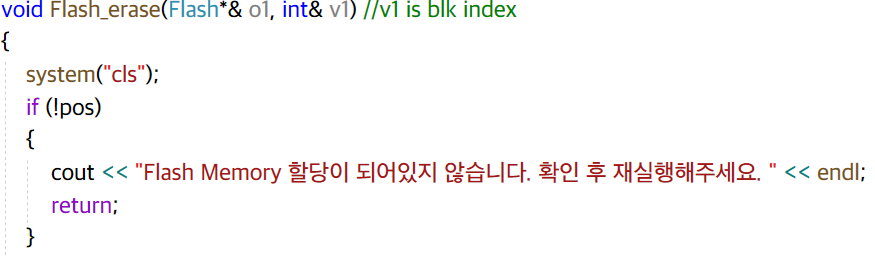 void Flash_erase(Flash*& o1, int& v1) //v1 is blk index
{
system("cls");
if (!pos)
{
cout << "Flash Memory 할당이 되어있지 않습니다. 확인 후 재실행해주세요. " << endl;
return;
}